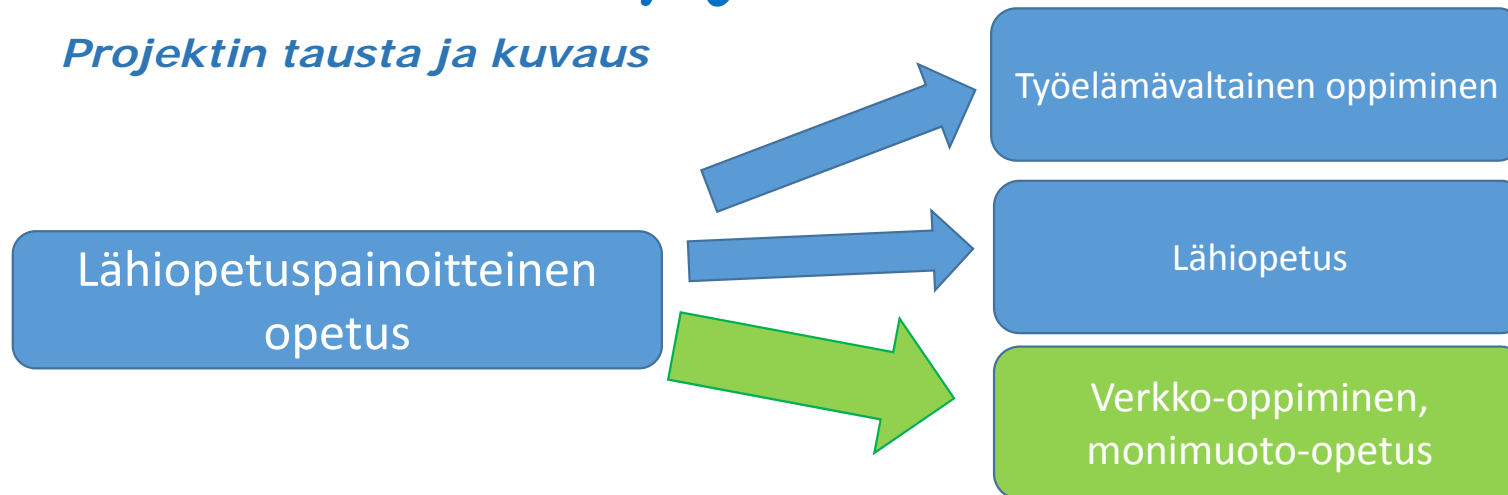 Projektin tausta ja kuvaus
Työelämävaltainen oppiminen
Lähiopetus
Lähiopetuspainoitteinen
opetus
Verkko-oppiminen,
monimuoto-opetus